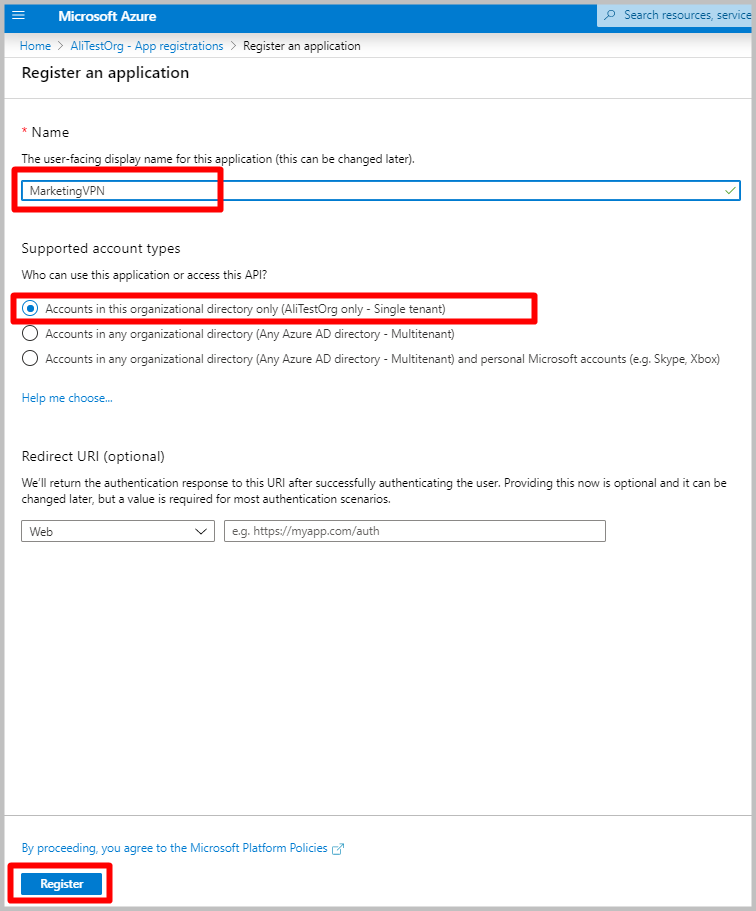 Microsoft Azure
Search resources, service
Home > AliTestOrg - App registrations > Register an application
Register an application
* Name
The user-facing display name for this application (this can be changed later).
MarketingVPN
Supported account types
Who can use this application or access this API?
Accounts in this organizational directory only (AliTestOrg only - Single tenant)
Accounts in any organizational directory (Any Azure AD directory - Multitenant)
Accounts in any organizational directory (Any Azure AD directory - Multitenant) and personal Microsoft accounts (e.g. Skype, Xbox)
Help me choose...
Redirect URI (optional)
We'll return the authentication response to this URI after successfully authenticating the user. Providing this now is optional and it can be
changed later, but a value is required for most authentication scenarios.
Web
e.g. https://myapp.com/auth
By proceeding, you agree to the Microsoft Platform Policies
Register